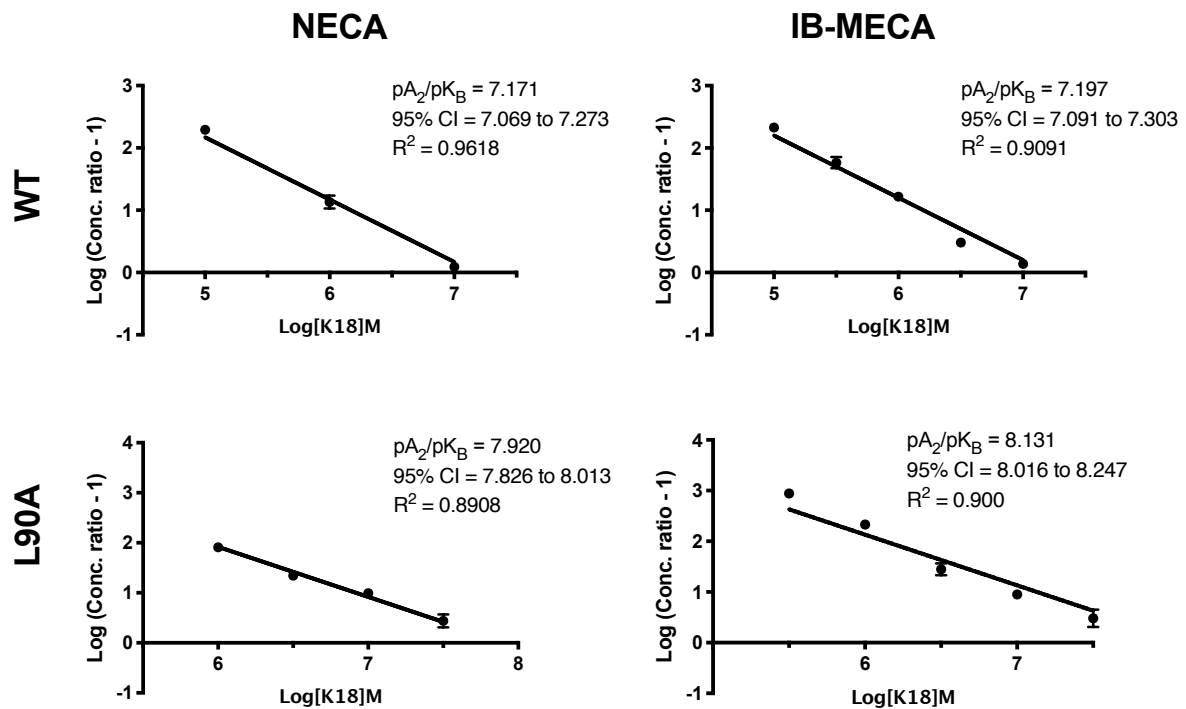 NECA
IB-MECA
WT
Log (Conc. ratio - 1)
3
2
1
0
-1
5
6
7
Log[K18]M
pA₂/pK_B = 7.171
95% CI = 7.069 to 7.273
R² = 0.9618
Log (Conc. ratio - 1)
3
2
1
0
-1
5
6
7
Log[K18]M
pA₂/pK_B = 7.197
95% CI = 7.091 to 7.303
R² = 0.9091
L90A
Log (Conc. ratio - 1)
4
3
2
1
0
-1
6
7
8
Log[K18]M
pA₂/pK_B = 7.920
95% CI = 7.826 to 8.013
R² = 0.8908
Log (Conc. ratio - 1)
4
3
2
1
0
-1
6
7
Log[K18]M
pA₂/pK_B = 8.131
95% CI = 8.016 to 8.247
R² = 0.900